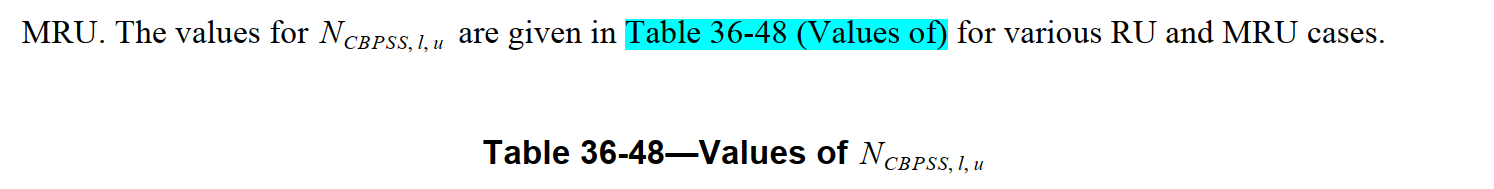 MRU. The values for N_{CBPSS, l, u} are given in Table 36-48 (Values of) for various RU and MRU cases.
Table 36-48—Values of N_{CBPSS, l, u}